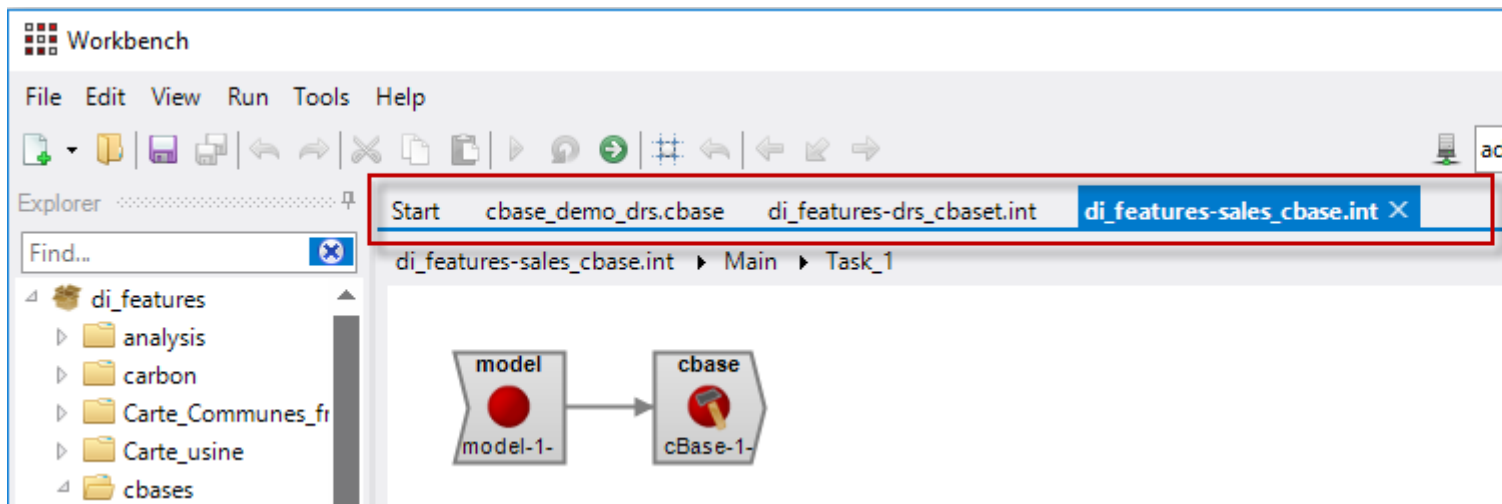 Workbench
File Edit View Run Tools Help
ac
Explorer
Find...
Start cbase_demo_drs.cbase di_features-drs_cbaset.int di_features-sales_cbase.int
di_features-sales_cbase.int Main Task_1
di_features
analysis
carbon
Carte_Communes_fr
Carte_usine
cbases
model
model-1-
cbase
cBase-1-